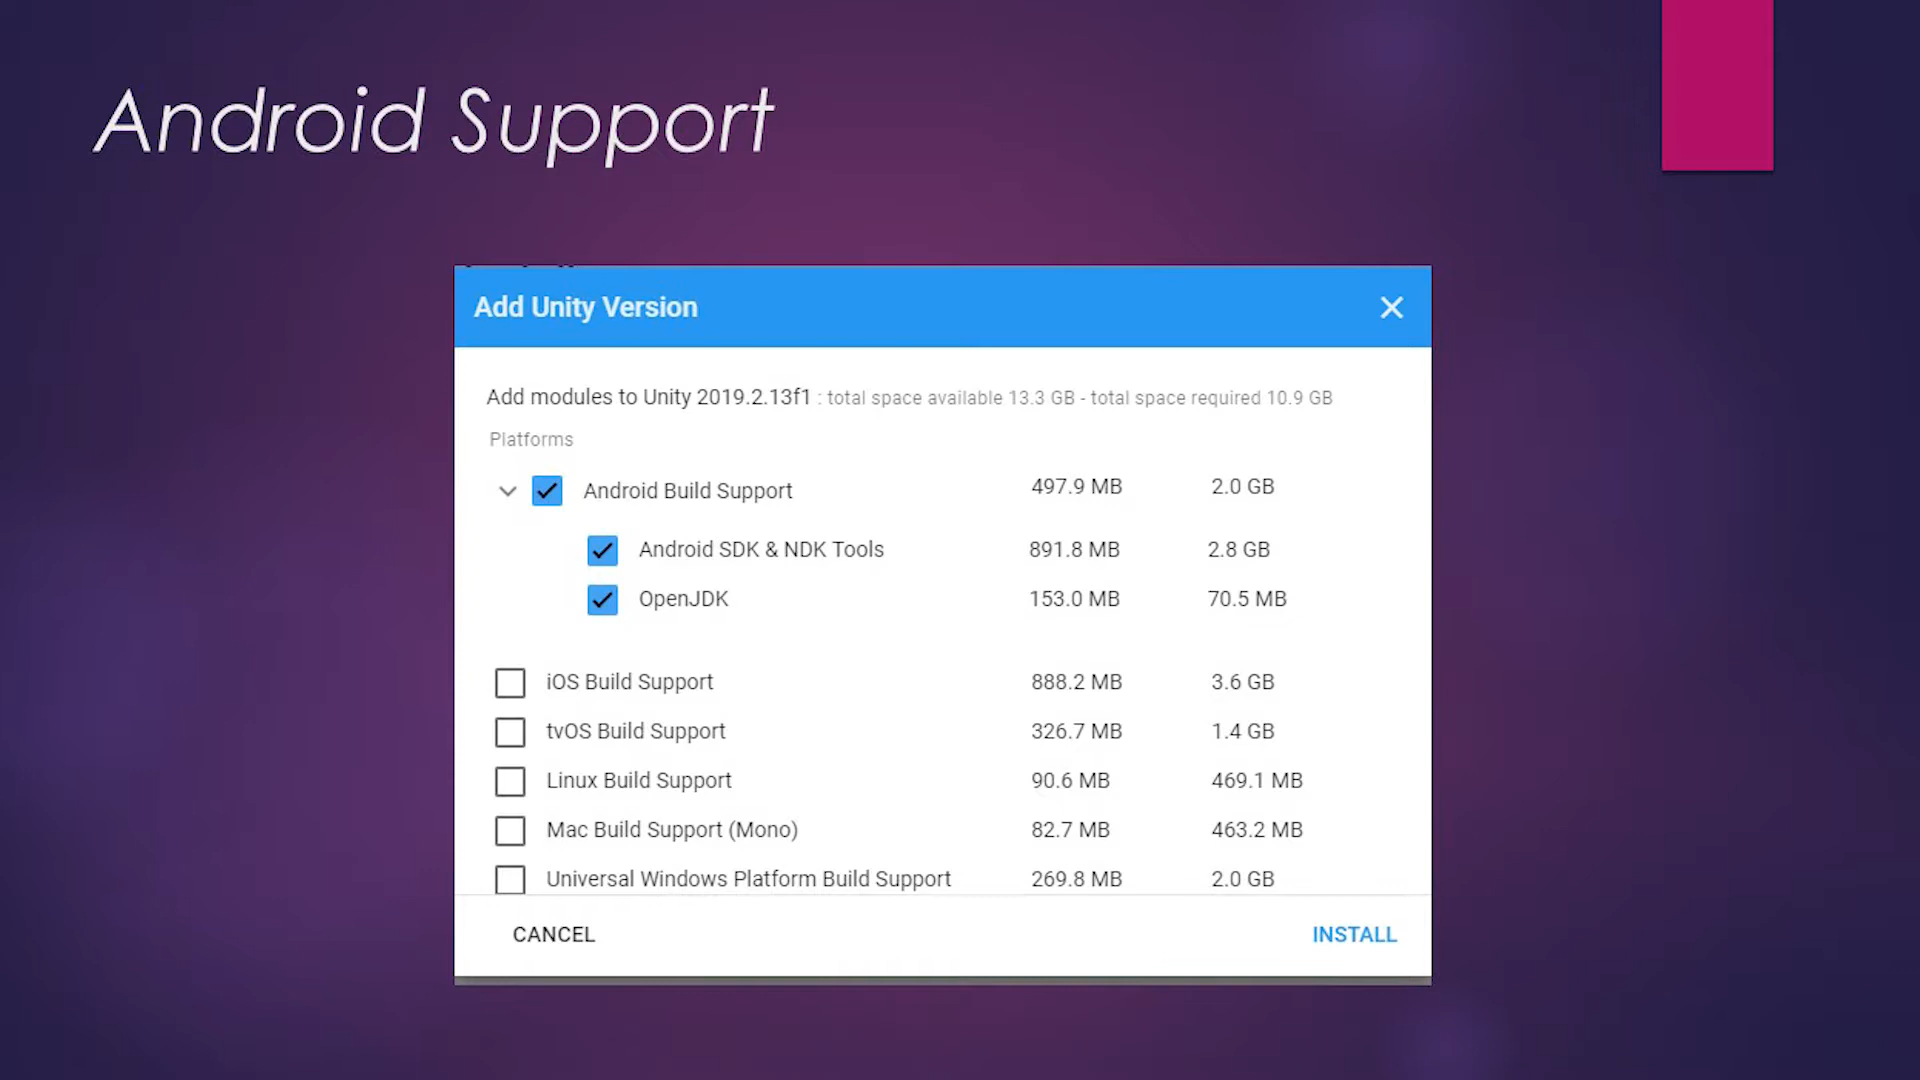 Android Support
Add Unity Version
Add modules to Unity 2019.2.13f1 : total space available 13.3 GB - total space required 10.9 GB
Platforms
Android Build Support 497.9 MB 2.0 GB
Android SDK & NDK Tools 891.8 MB 2.8 GB
OpenJDK 153.0 MB 70.5 MB
iOS Build Support 888.2 MB 3.6 GB
tvOS Build Support 326.7 MB 1.4 GB
Linux Build Support 90.6 MB 469.1 MB
Mac Build Support (Mono) 82.7 MB 463.2 MB
Universal Windows Platform Build Support 269.8 MB 2.0 GB
CANCEL INSTALL